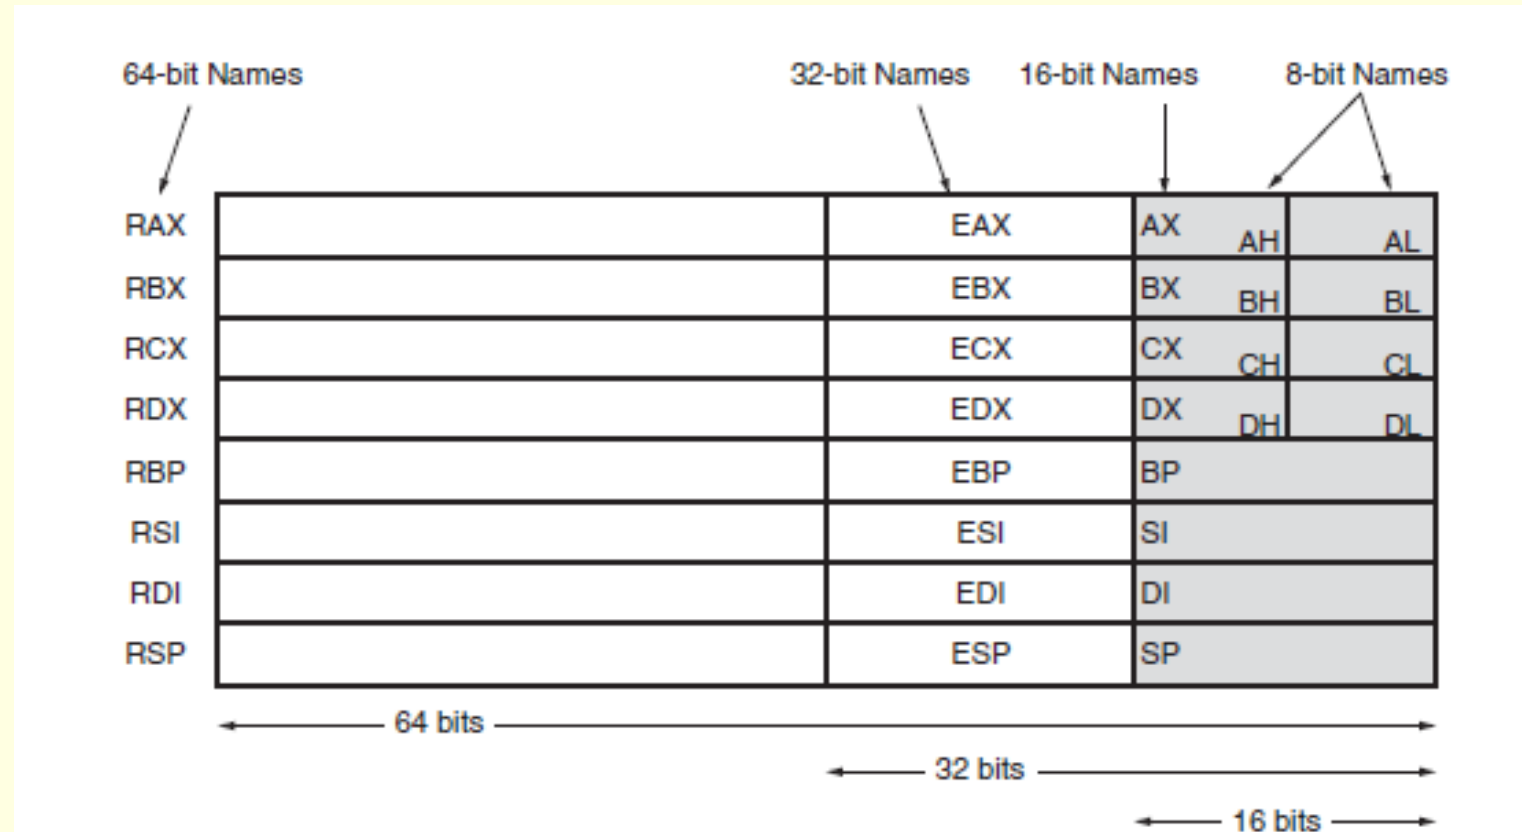 64-bit Names 32-bit Names 16-bit Names 8-bit Names
RAX EAX AX AH AL
RBX EBX BX BH BL
RCX ECX CX CH CL
RDX EDX DX DH DL
RBP EBP BP
RSI ESI SI
RDI EDI DI
RSP ESP SP
64 bits
32 bits
16 bits